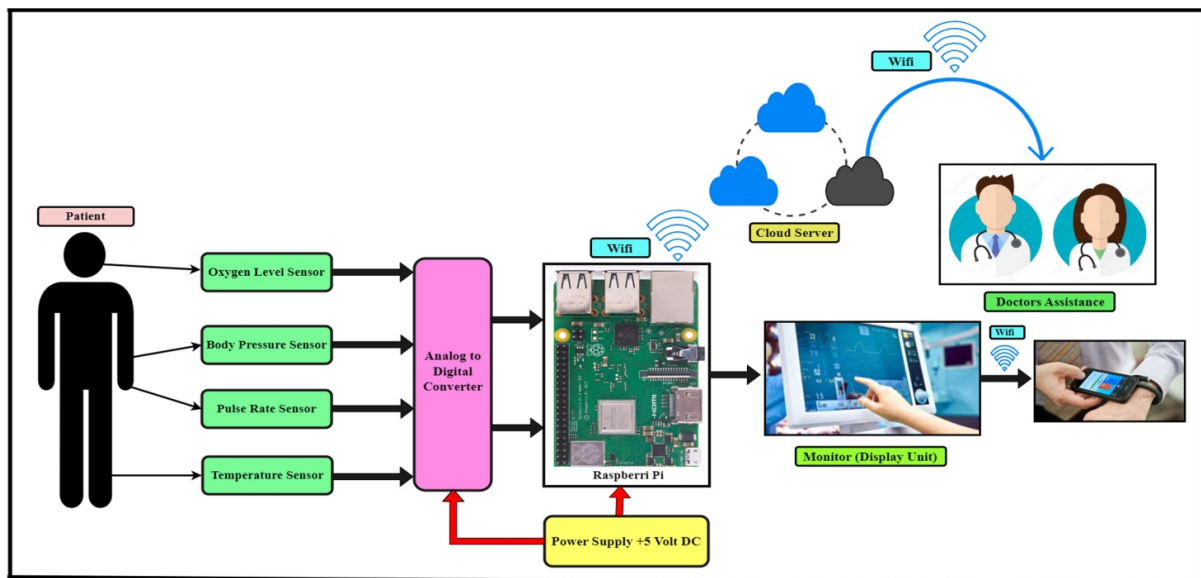 Wifi
Patient
Wifi
Cloud Server
Oxygen Level Sensor
Doctors Assistance
Body Pressure Sensor
Analog to
Digital
Converter
Wifi
Pulse Rate Sensor
HDMI
Temperature Sensor
Monitor (Display Unit)
Raspberri Pi
Power Supply +5 Volt DC